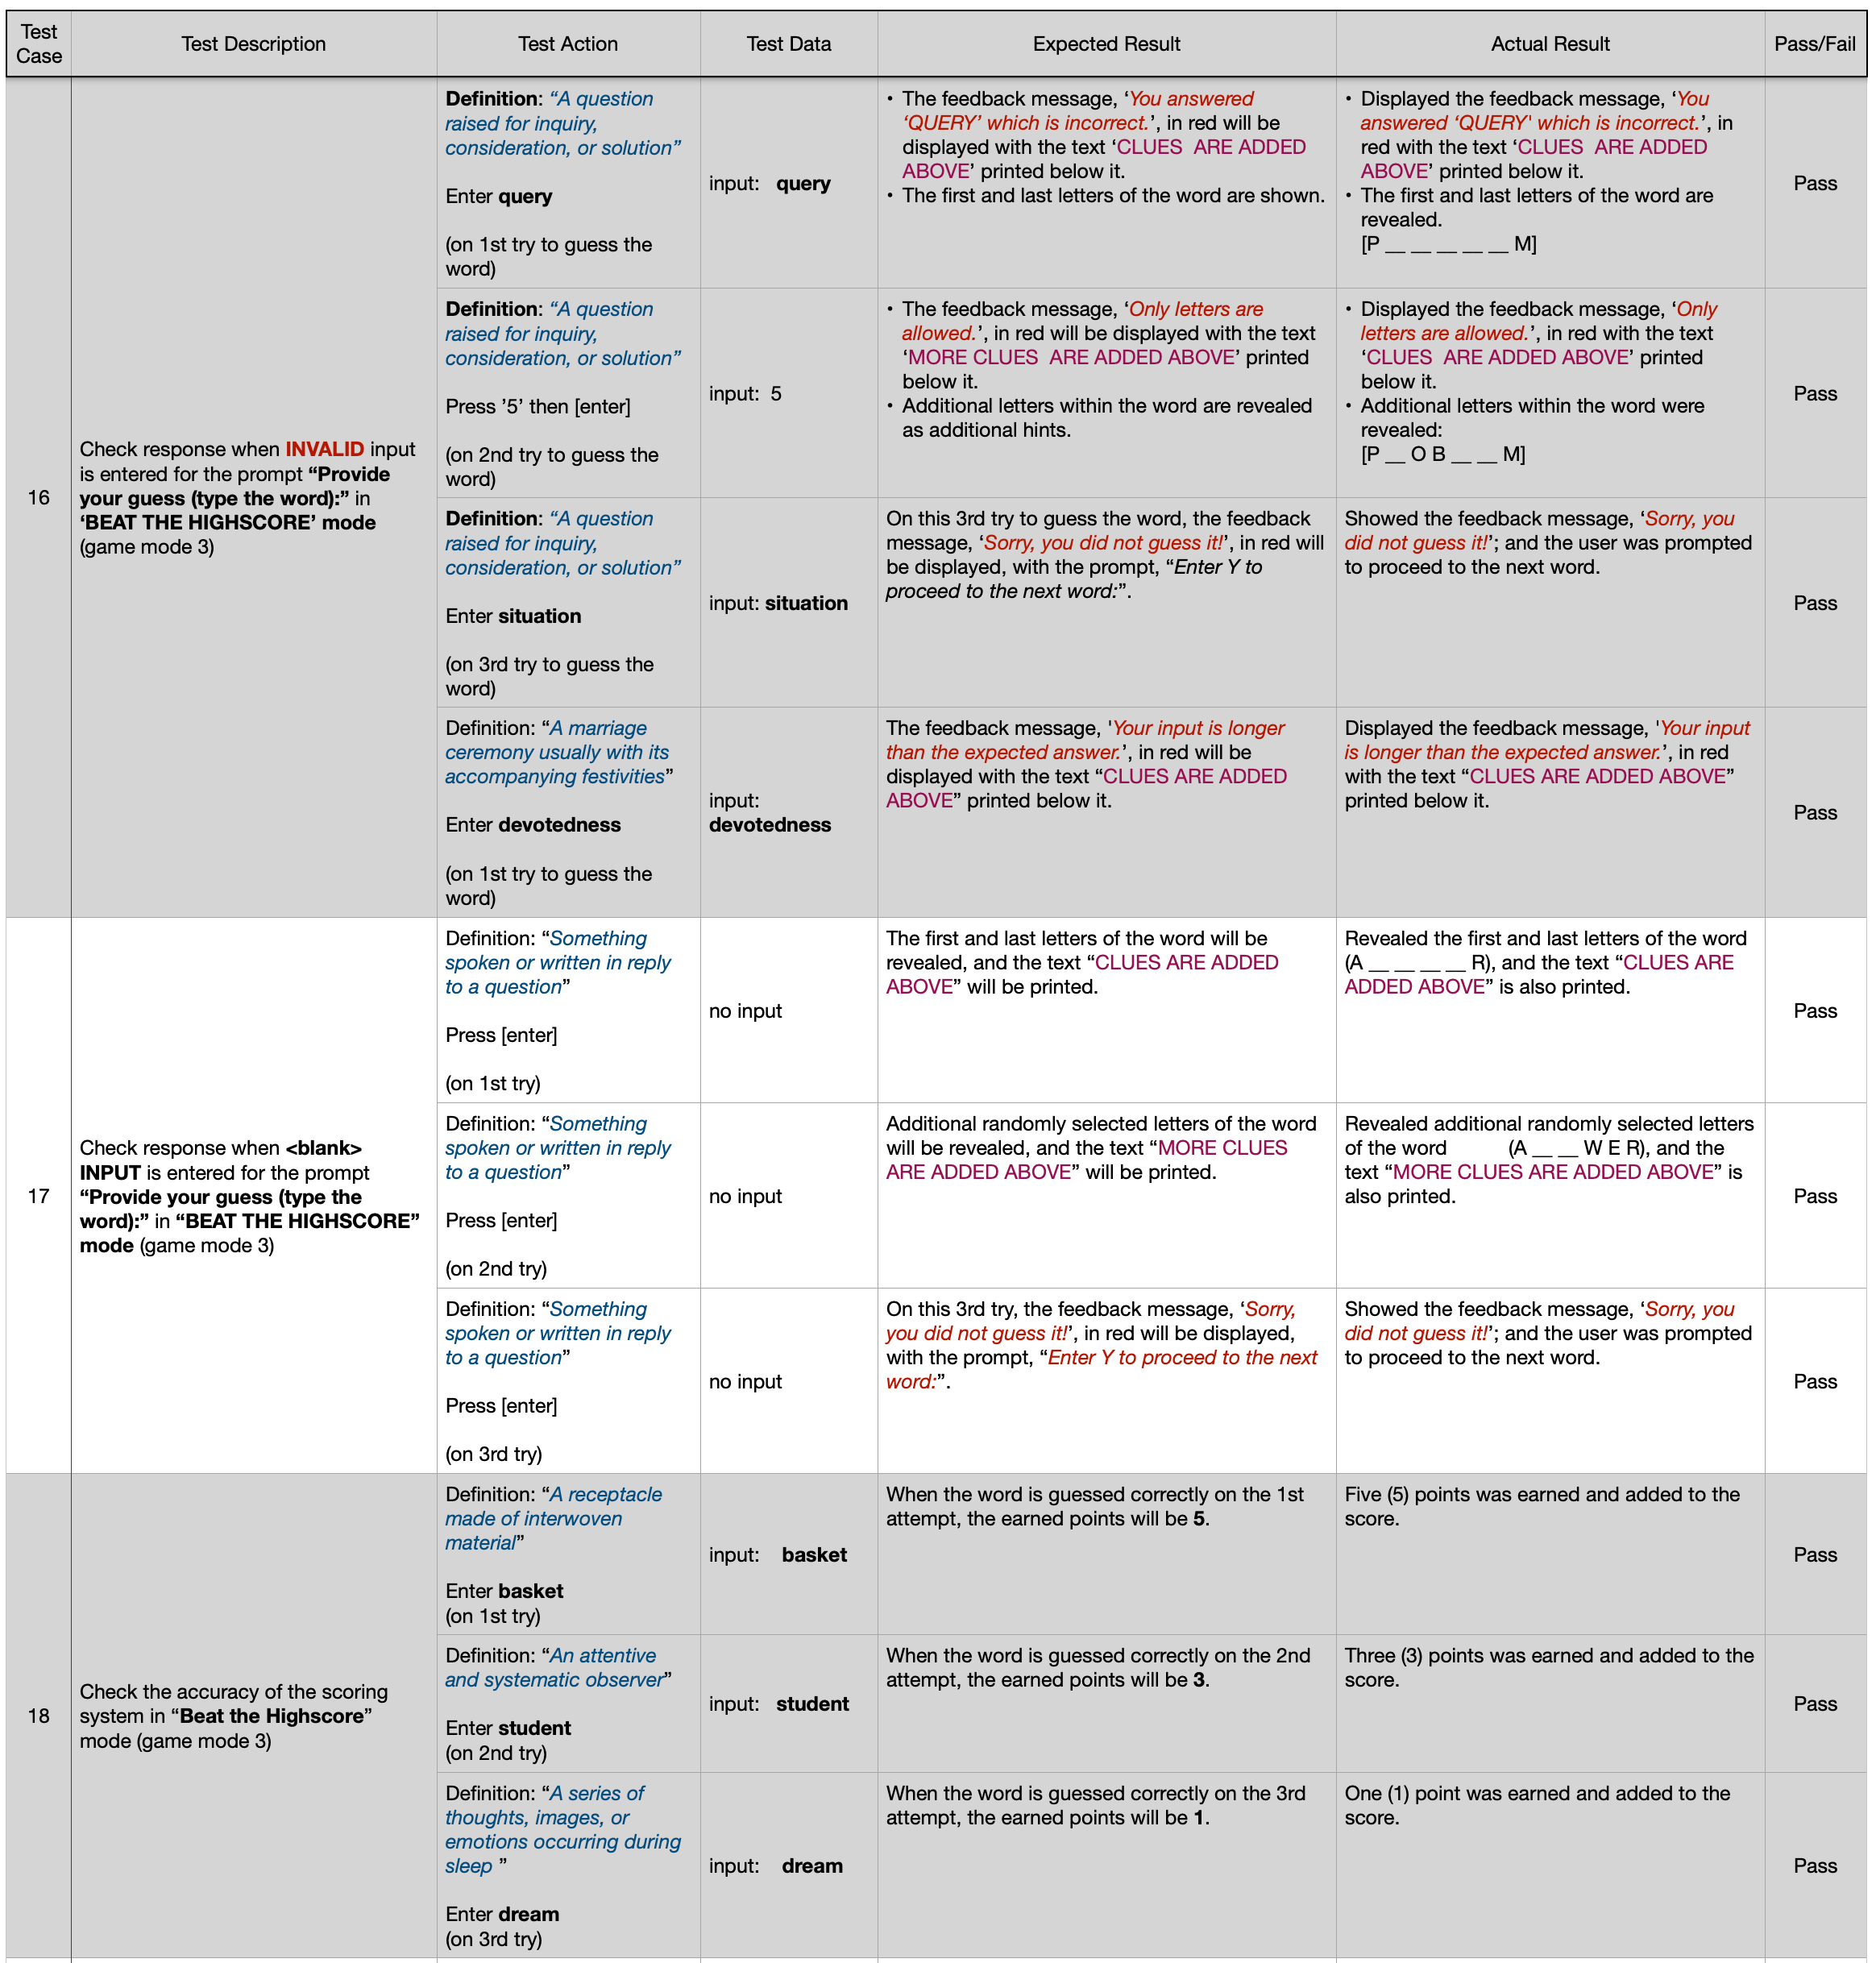 Test Case
Test Description
Test Action
Test Data
Expected Result
Actual Result
Pass/Fail
16
Check response when INVALID input
is entered for the prompt “Provide
your guess (type the word):” in
‘BEAT THE HIGHSCORE’ mode
(game mode 3)
Definition: “A question
raised for inquiry,
consideration, or solution”
Enter query
(on 1st try to guess the
word)
input: query
• The feedback message, ‘You answered
‘QUERY’ which is incorrect.’, in red will be
displayed with the text ‘CLUES ARE ADDED
ABOVE’ printed below it.
• The first and last letters of the word are shown.
• Displayed the feedback message, ‘You
answered ‘QUERY' which is incorrect.’, in
red with the text ‘CLUES ARE ADDED
ABOVE’ printed below it.
• The first and last letters of the word are
revealed.
[P __ __ __ __ __ M]
Pass
Definition: “A question
raised for inquiry,
consideration, or solution”
Press ’5’ then [enter]
(on 2nd try to guess the
word)
input: 5
• The feedback message, ‘Only letters are
allowed.’, in red will be displayed with the text
‘MORE CLUES ARE ADDED ABOVE’ printed
below it.
• Additional letters within the word are revealed
as additional hints.
• Displayed the feedback message, ‘Only
letters are allowed.’, in red with the text
‘CLUES ARE ADDED ABOVE’ printed
below it.
• Additional letters within the word were
revealed:
[P __ O B __ __ M]
Pass
Definition: “A question
raised for inquiry,
consideration, or solution”
Enter situation
(on 3rd try to guess the
word)
input: situation
On this 3rd try to guess the word, the feedback
message, ‘Sorry, you did not guess it!’, in red will
be displayed, with the prompt, “Enter Y to
proceed to the next word:”.
Showed the feedback message, ‘Sorry, you
did not guess it!’; and the user was prompted
to proceed to the next word.
Pass
Definition: “A marriage
ceremony usually with its
accompanying festivities”
Enter devotedness
(on 1st try to guess the
word)
input:
devotedness
The feedback message, 'Your input is longer
than the expected answer.’, in red will be
displayed with the text “CLUES ARE ADDED
ABOVE” printed below it.
Displayed the feedback message, 'Your input
is longer than the expected answer.’, in red
with the text “CLUES ARE ADDED ABOVE”
printed below it.
Pass
17
Check response when <blank>
INPUT is entered for the prompt
“Provide your guess (type the
word):” in “BEAT THE HIGHSCORE”
mode (game mode 3)
Definition: “Something
spoken or written in reply
to a question”
Press [enter]
(on 1st try)
no input
The first and last letters of the word will be
revealed, and the text “CLUES ARE ADDED
ABOVE” will be printed.
Revealed the first and last letters of the word
(A __ __ __ __ R), and the text “CLUES ARE
ADDED ABOVE” is also printed.
Pass
Definition: “Something
spoken or written in reply
to a question”
Press [enter]
(on 2nd try)
no input
Additional randomly selected letters of the word
will be revealed, and the text “MORE CLUES
ARE ADDED ABOVE” will be printed.
Revealed additional randomly selected letters
of the word (A __ __ W E R), and the
text “MORE CLUES ARE ADDED ABOVE” is
also printed.
Pass
Definition: “Something
spoken or written in reply
to a question”
Press [enter]
(on 3rd try)
no input
On this 3rd try, the feedback message, ‘Sorry,
you did not guess it!’, in red will be displayed,
with the prompt, “Enter Y to proceed to the next
word:”.
Showed the feedback message, ‘Sorry, you
did not guess it!’; and the user was prompted
to proceed to the next word.
Pass
18
Check the accuracy of the scoring
system in “Beat the Highscore”
mode (game mode 3)
Definition: “A receptacle
made of interwoven
material”
Enter basket
(on 1st try)
input: basket
When the word is guessed correctly on the 1st
attempt, the earned points will be 5.
Five (5) points was earned and added to the
score.
Pass
Definition: “An attentive
and systematic observer”
Enter student
(on 2nd try)
input: student
When the word is guessed correctly on the 2nd
attempt, the earned points will be 3.
Three (3) points was earned and added to the
score.
Pass
Definition: “A series of
thoughts, images, or
emotions occurring during
sleep ”
Enter dream
(on 3rd try)
input: dream
When the word is guessed correctly on the 3rd
attempt, the earned points will be 1.
One (1) point was earned and added to the
score.
Pass